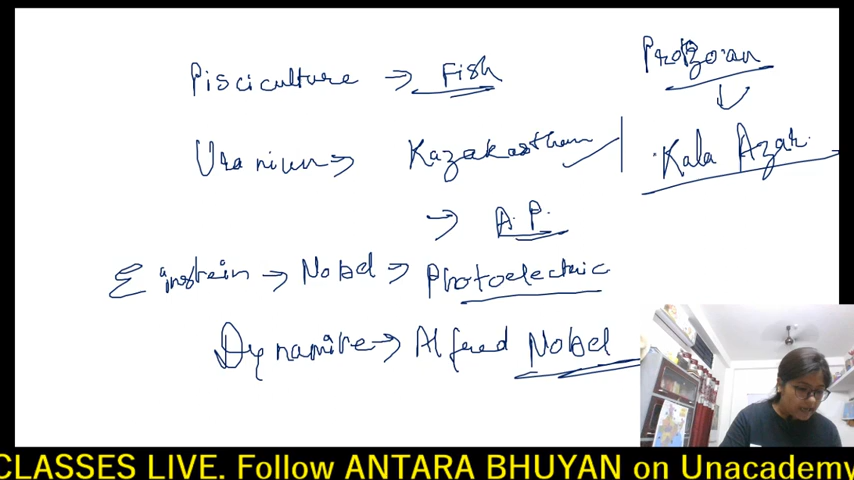 Pisciculture → Fish
Uranium → Kazakasthan
→ A.P.
Einstein → Nobel → Photoelectric
Dynamite → Alfred Nobel
Protozoan
Kala Azar
CLASSES LIVE. Follow ANTARA BHUYAN on Unacademy